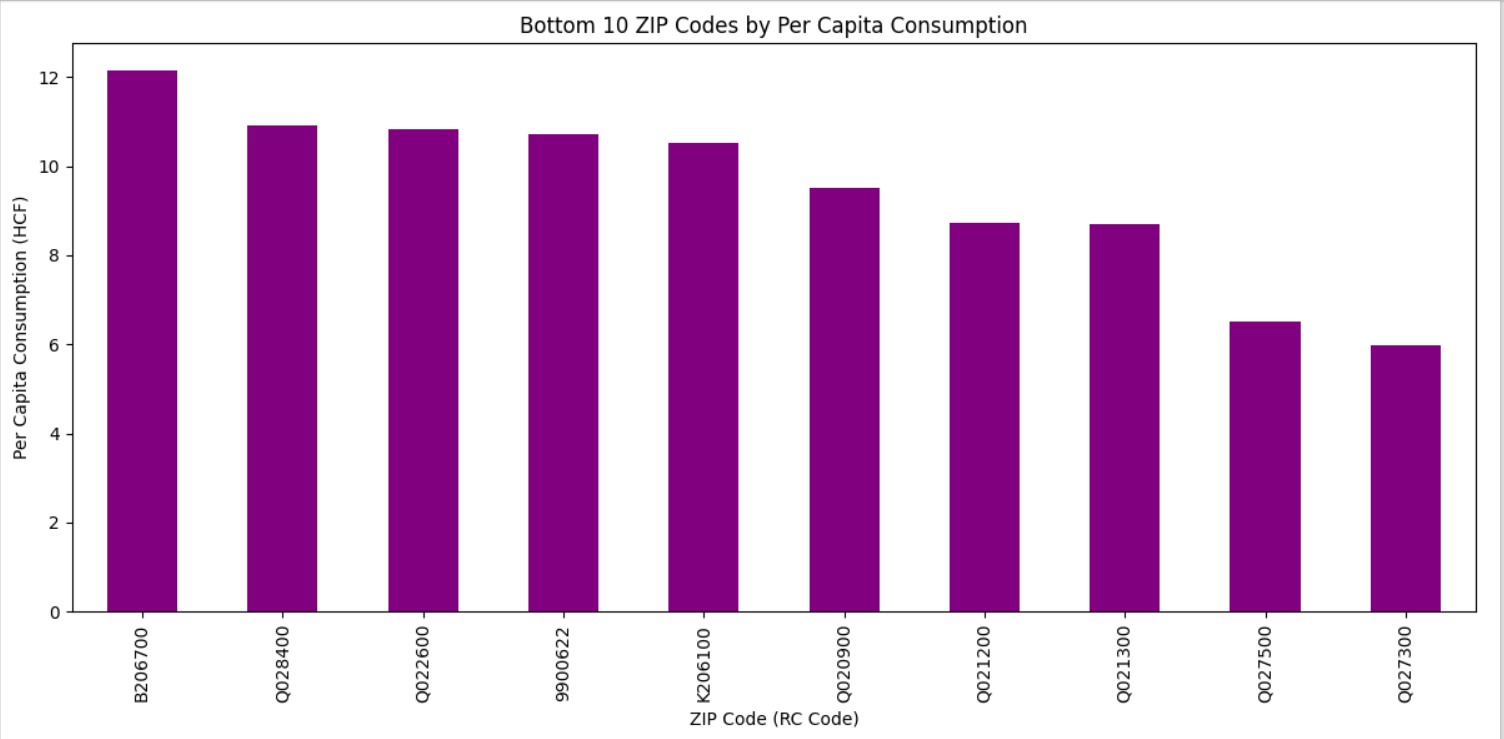 Bottom 10 ZIP Codes by Per Capita Consumption
Per Capita Consumption (HCF)
12
10
8
6
4
2
0
B206700
Q028400
Q022600
9900622
K206100
Q020900
Q021200
Q021300
Q027500
Q027300
ZIP Code (RC Code)